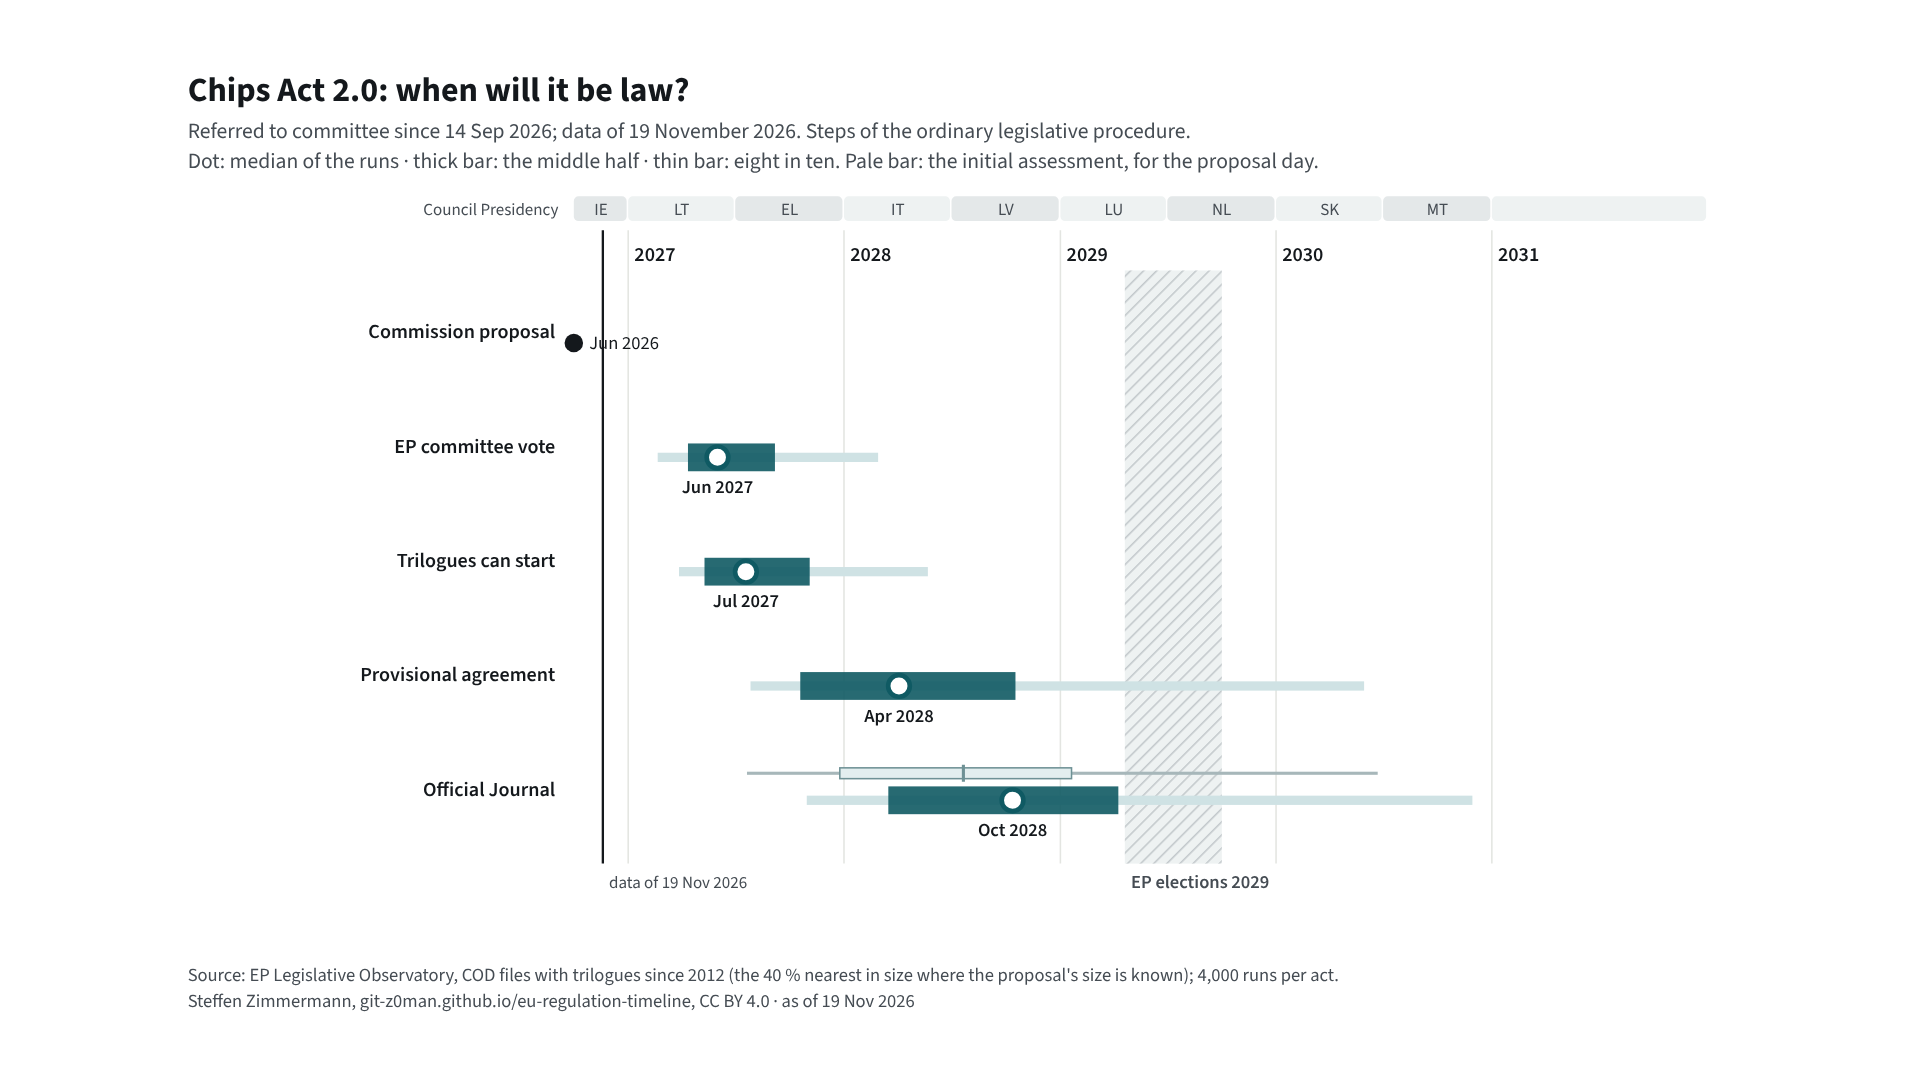 Chips Act 2.0: when will it be law?
Referred to committee since 14 Sep 2026; data of 19 November 2026. Steps of the ordinary legislative procedure.
Dot: median of the runs · thick bar: the middle half · thin bar: eight in ten. Pale bar: the initial assessment, for the proposal day.
Council Presidency IE LT EL IT LV LU NL SK MT
2027 2028 2029 2030 2031
Commission proposal
Jun 2026
EP committee vote
Jun 2027
Trilogues can start
Jul 2027
Provisional agreement
Apr 2028
Official Journal
Oct 2028
data of 19 Nov 2026 EP elections 2029
Source: EP Legislative Observatory, COD files with trilogues since 2012 (the 40 % nearest in size where the proposal's size is known); 4,000 runs per act.
Steffen Zimmermann, git-z0man.github.io/eu-regulation-timeline, CC BY 4.0 · as of 19 Nov 2026